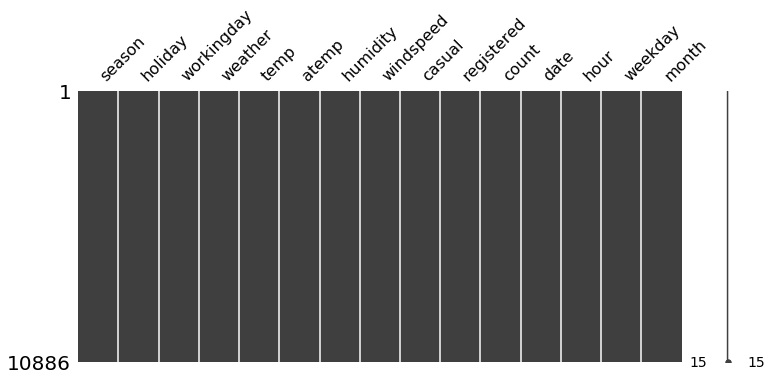 season holiday workingday weather temp atemp humidity windspeed casual registered count date hour weekday month
1
10886
15 15